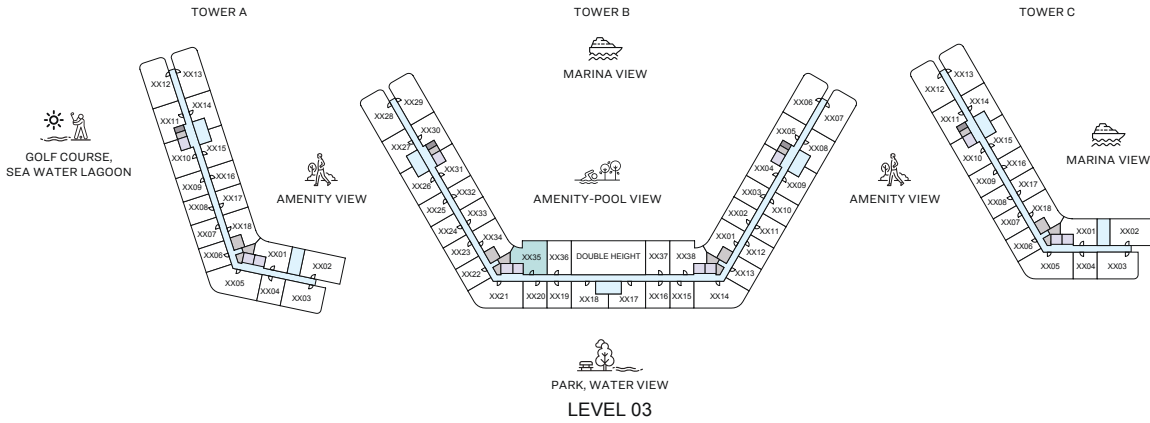 TOWER A
TOWER B
TOWER C
MARINA VIEW
GOLF COURSE,
SEA WATER LAGOON
AMENITY VIEW
AMENITY-POOL VIEW
AMENITY VIEW
MARINA VIEW
XX13
XX12
XX14
XX11
XX15
XX10
XX16
XX09
XX17
XX08
XX18
XX07
XX06
XX01
XX02
XX05
XX04
XX03
XX29
XX28
XX30
XX27
XX31
XX26
XX32
XX25
XX33
XX24
XX34
XX23
XX22
XX21
XX35
XX36
DOUBLE HEIGHT
XX37
XX38
XX20
XX19
XX18
XX17
XX16
XX15
XX14
XX06
XX07
XX05
XX08
XX04
XX09
XX03
XX10
XX02
XX11
XX01
XX12
XX13
XX13
XX12
XX14
XX11
XX15
XX10
XX16
XX09
XX17
XX08
XX18
XX07
XX06
XX01
XX02
XX05
XX04
XX03
PARK, WATER VIEW
LEVEL 03